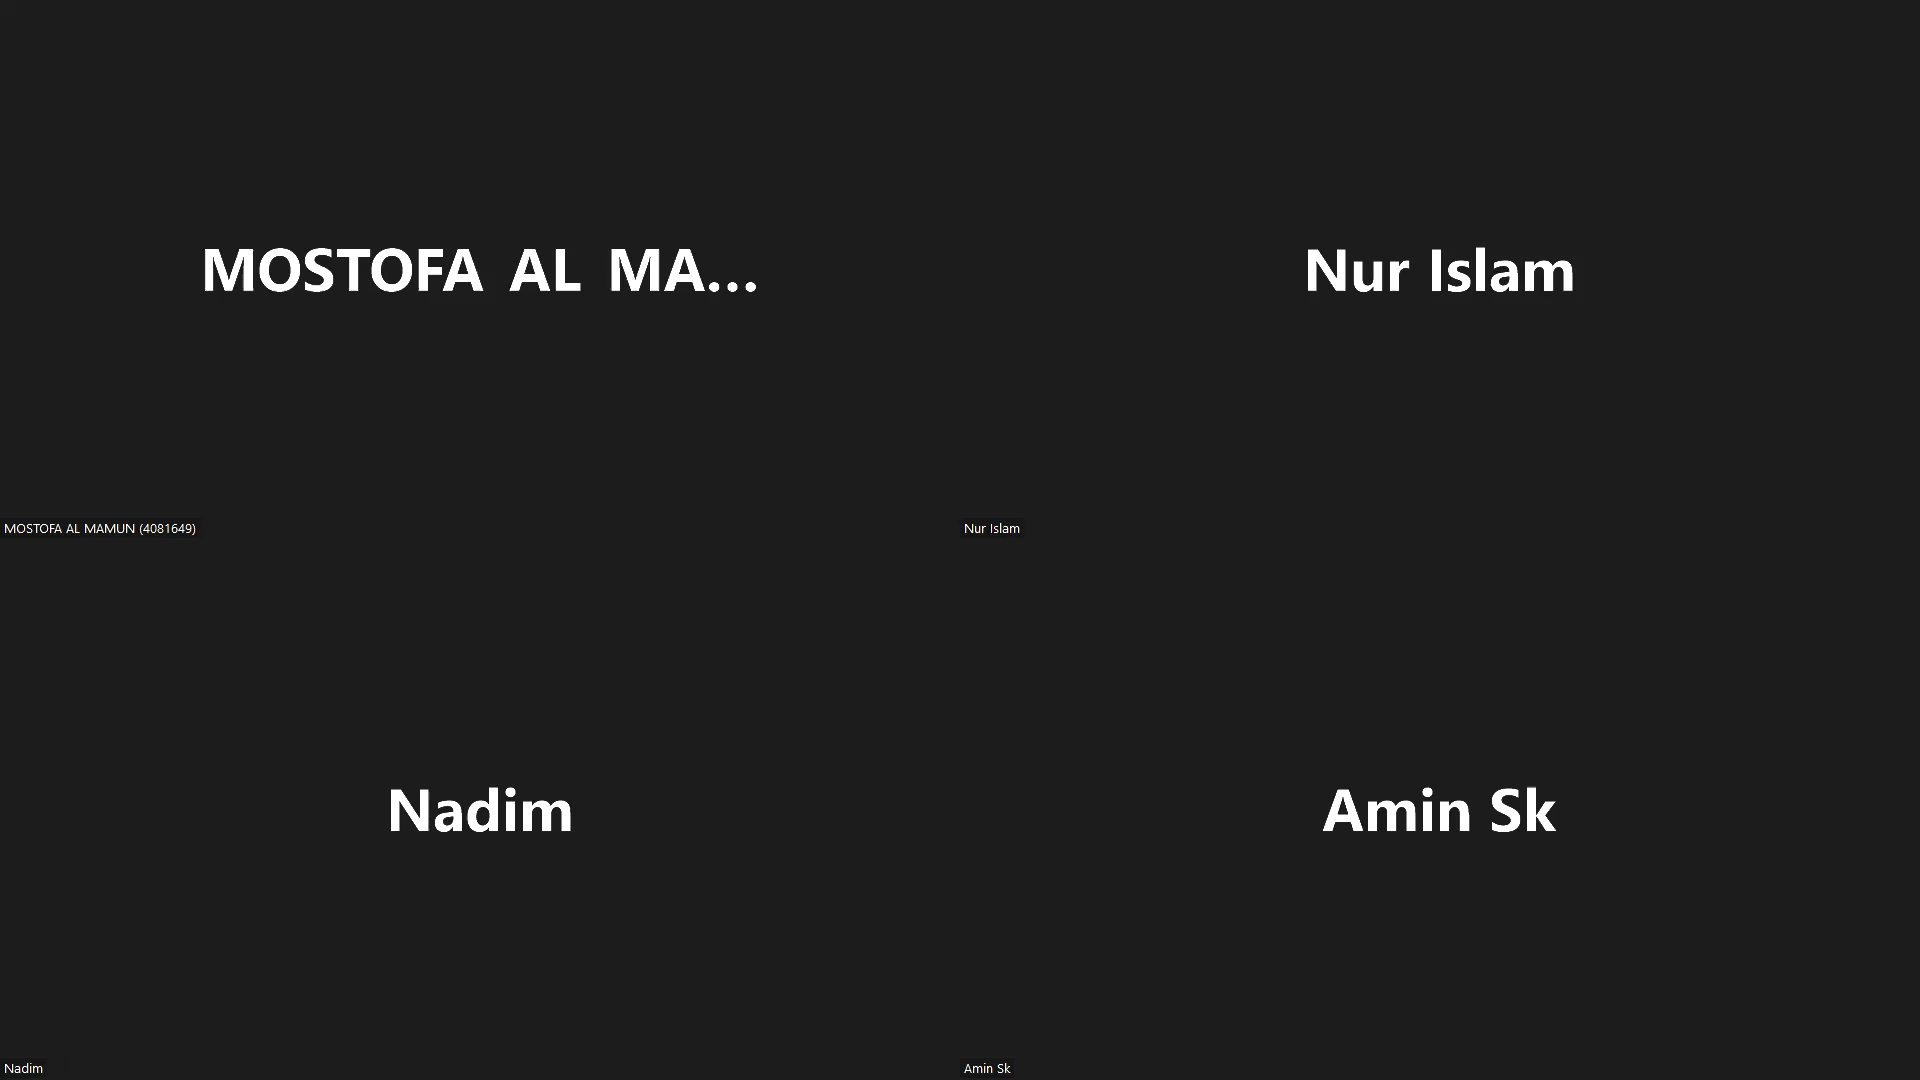 MOSTOFA AL MA...
Nur Islam
MOSTOFA AL MAMUN (4081649)
Nur Islam
Nadim
Amin Sk
Nadim
Amin Sk